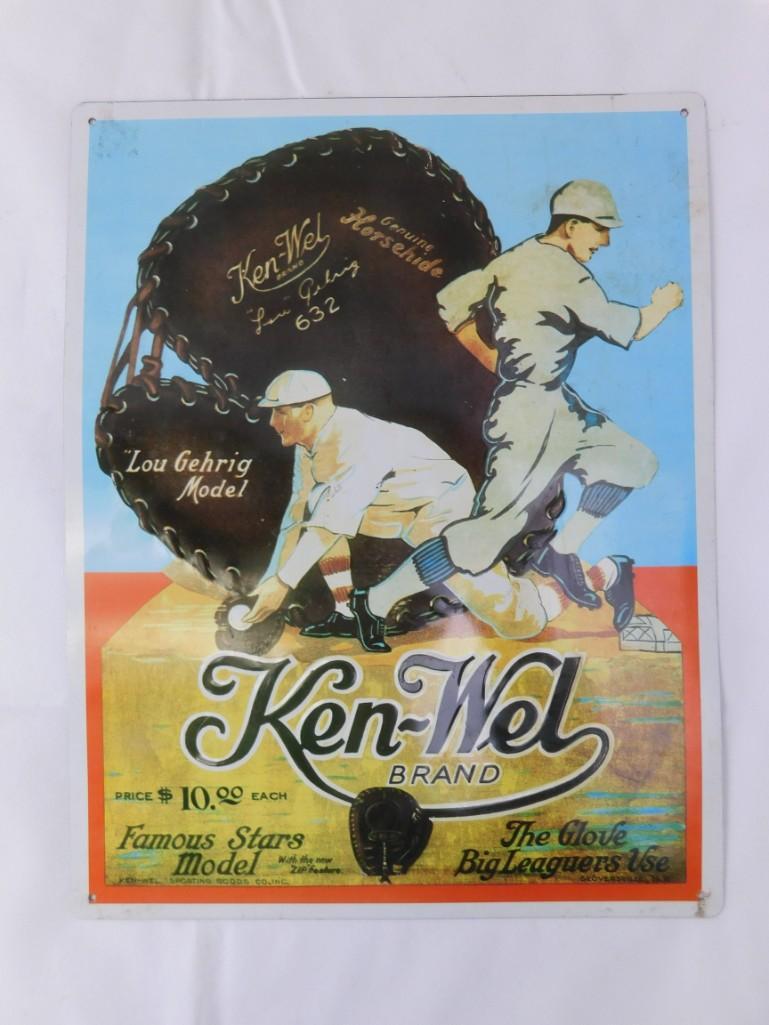 Ken-Wel
BRAND
Genuine
Horsehide
"Lou" Gehrig
632
"Lou Gehrig
Model
Ken-Wel
BRAND
PRICE $ 10.00 EACH
Famous Stars
Model
With the new
ZIP Feature
The Glove
Big Leaguers Use
KEN-WEL SPORTING GOODS CO., INC.
GLOVERSVILLE, N.Y.